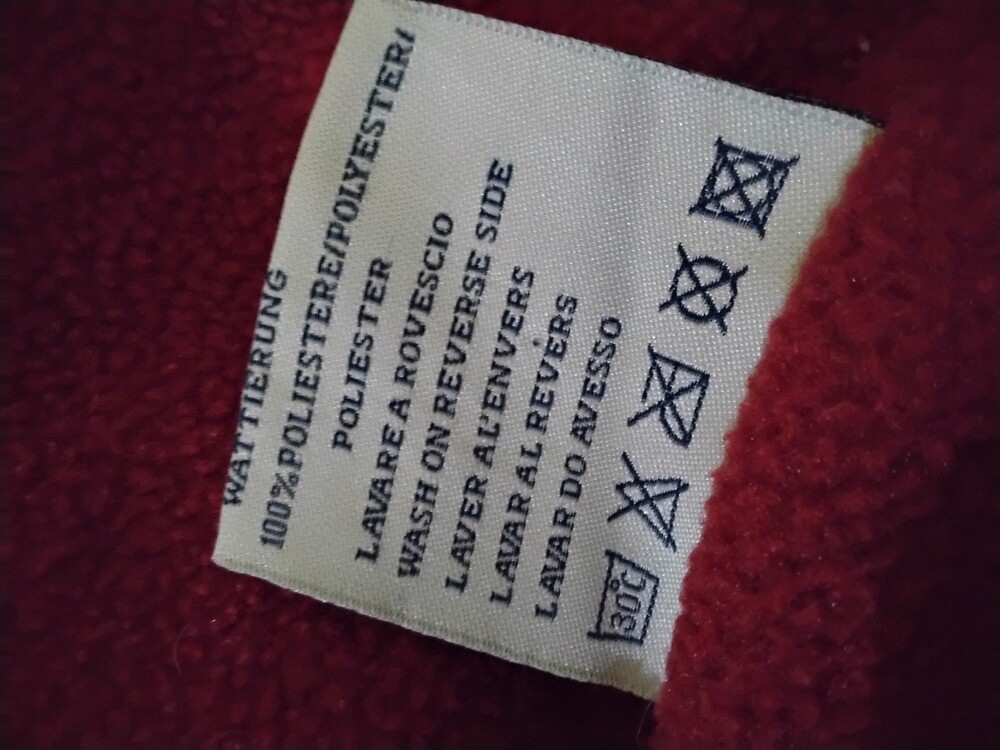 WATTIERUNG
100%POLIESTERE/POLYESTER/
POLIESTER
LAVARE A ROVESCIO
WASH ON REVERSE SIDE
LAVER A L'ENVERS
LAVAR AL REVERS
LAVAR DO AVESSO
30°C